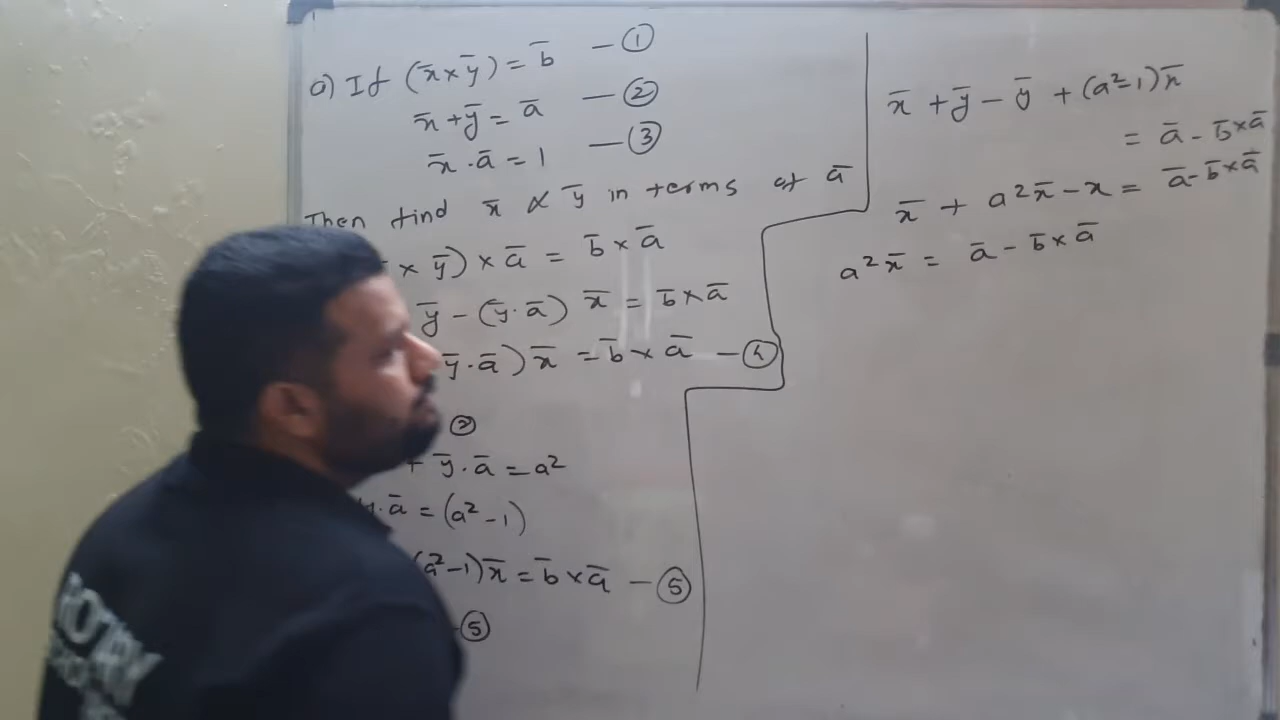 a) If (x̄ × ȳ) = b̄ — ①
x̄ + ȳ = ā — ②
x̄ · ā = 1 — ③
Then find x̄ & ȳ in terms of ā
× ȳ) × ā = b̄ × ā
ȳ − (ȳ · ā) x̄ = b̄ × ā
ȳ · ā) x̄ = b̄ × ā — ④
②
+ ȳ · ā = a²
· ā = (a² − 1)
(a² − 1) x̄ = b̄ × ā — ⑤
- ⑤
x̄ + ȳ − ȳ + (a² − 1) x̄
= ā − b̄ × ā
x̄ + a² x̄ − x = ā − b̄ × ā
a² x̄ = ā − b̄ × ā